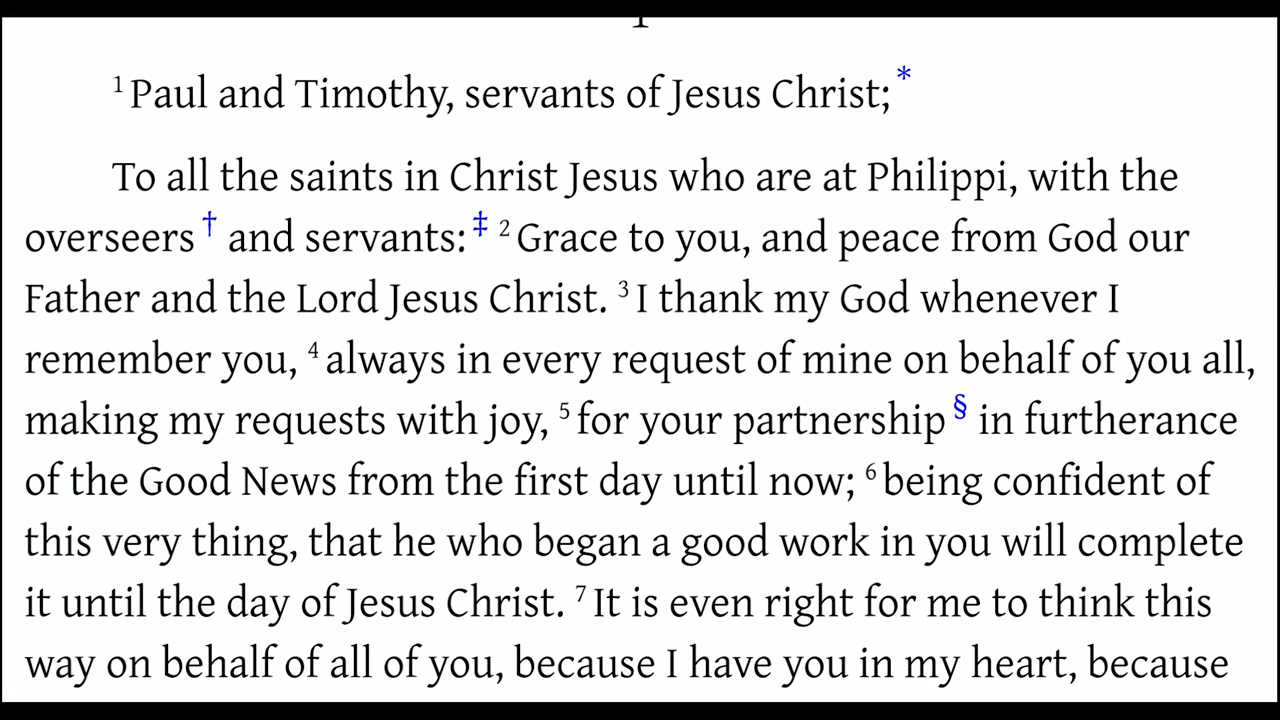 ¹ Paul and Timothy, servants of Jesus Christ; *
To all the saints in Christ Jesus who are at Philippi, with the
overseers † and servants: ‡ ² Grace to you, and peace from God our
Father and the Lord Jesus Christ. ³ I thank my God whenever I
remember you, ⁴ always in every request of mine on behalf of you all,
making my requests with joy, ⁵ for your partnership § in furtherance
of the Good News from the first day until now; ⁶ being confident of
this very thing, that he who began a good work in you will complete
it until the day of Jesus Christ. ⁷ It is even right for me to think this
way on behalf of all of you, because I have you in my heart, because